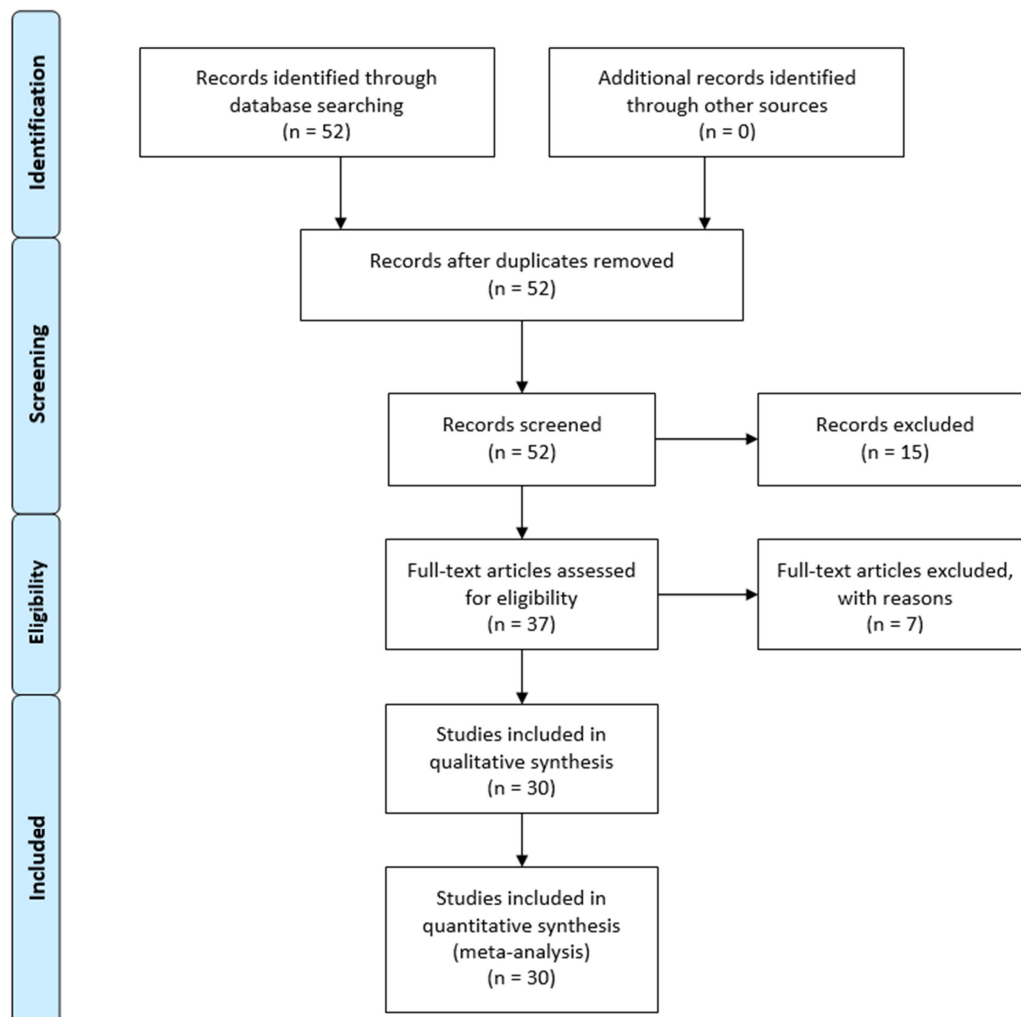 Identification
Records identified through
database searching
(n = 52)
Additional records identified
through other sources
(n = 0)
Screening
Records after duplicates removed
(n = 52)
Records screened
(n = 52)
Records excluded
(n = 15)
Eligibility
Full-text articles assessed
for eligibility
(n = 37)
Full-text articles excluded,
with reasons
(n = 7)
Included
Studies included in
qualitative synthesis
(n = 30)
Studies included in
quantitative synthesis
(meta-analysis)
(n = 30)